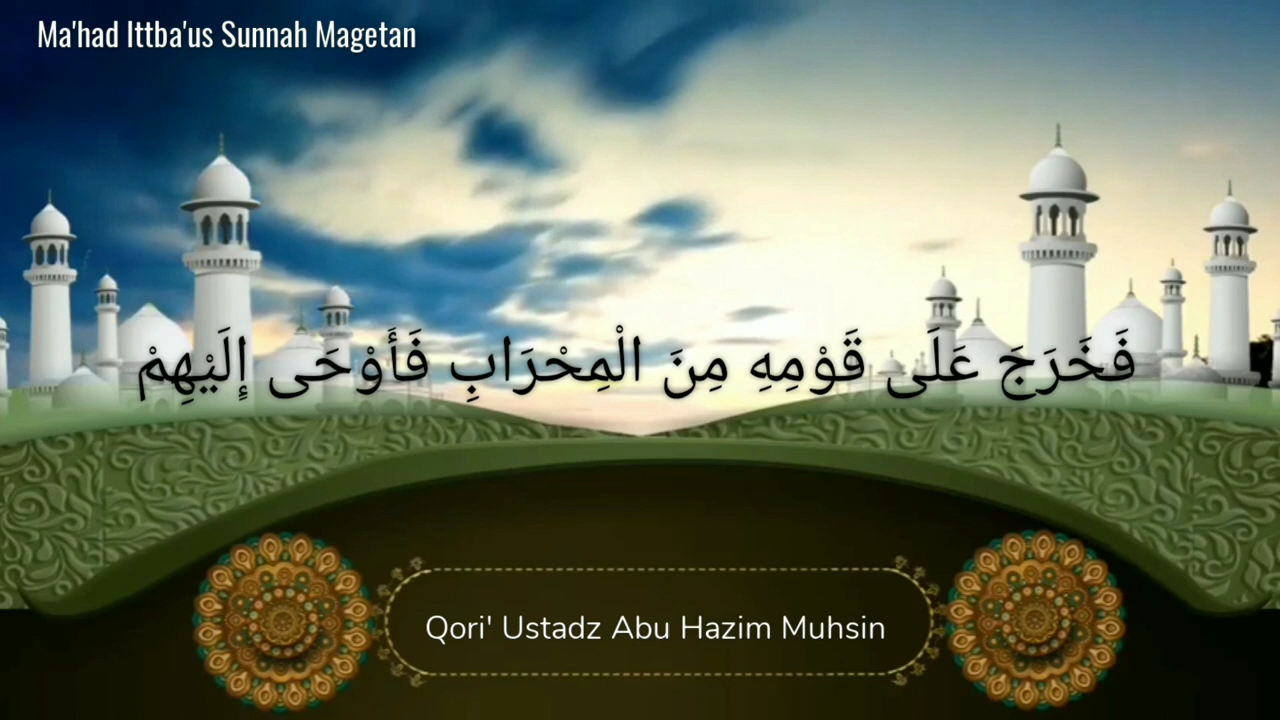 Ma'had Ittba'us Sunnah Magetan
فَخَرَجَ عَلَى قَوْمِهِ مِنَ الْمِحْرَابِ فَأَوْحَى إِلَيْهِمْ
Qori' Ustadz Abu Hazim Muhsin